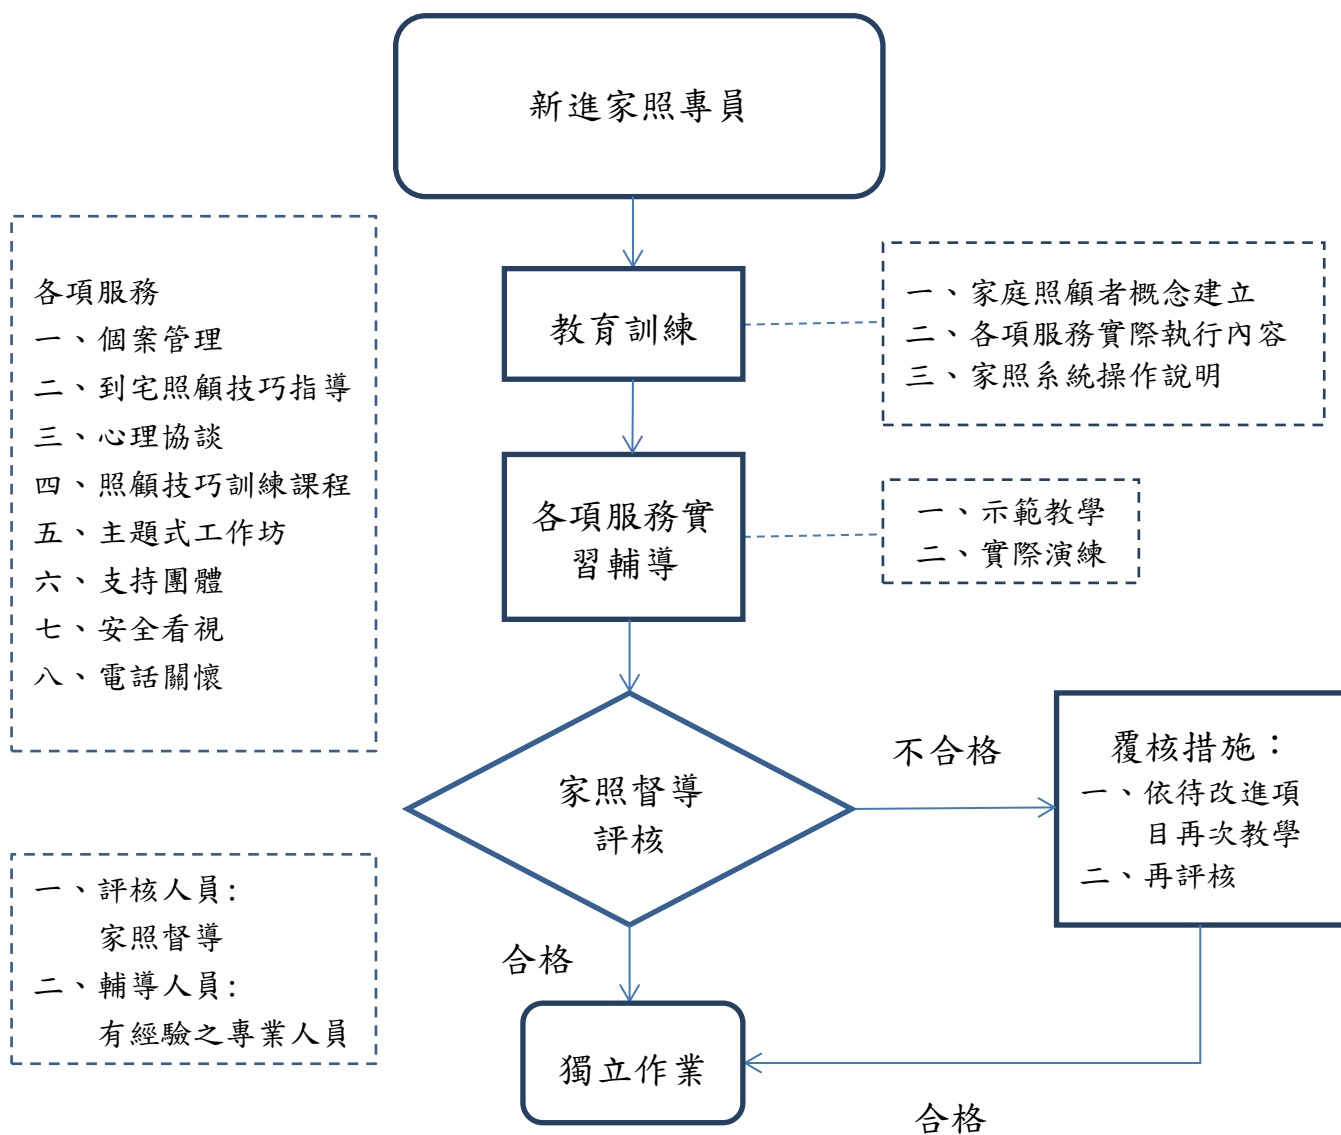 新進家照專員
各項服務
一、個案管理
二、到宅照顧技巧指導
三、心理協談
四、照顧技巧訓練課程
五、主題式工作坊
六、支持團體
七、安全看視
八、電話關懷
教育訓練
一、家庭照顧者概念建立
二、各項服務實際執行內容
三、家照系統操作說明
各項服務實
習輔導
一、示範教學
二、實際演練
家照督導
評核
不合格
覆核措施：
一、依待改進項
目再次教學
二、再評核
一、評核人員:
家照督導
二、輔導人員:
有經驗之專業人員
合格
獨立作業
合格